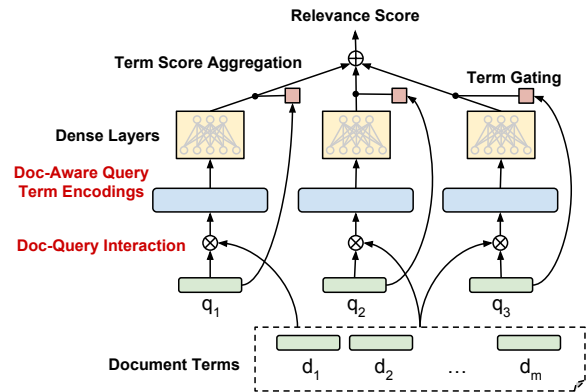 Relevance Score
Term Score Aggregation
Term Gating
Dense Layers
Doc-Aware Query
Term Encodings
Doc-Query Interaction
q1 q2 q3
Document Terms d1 d2 ... dm